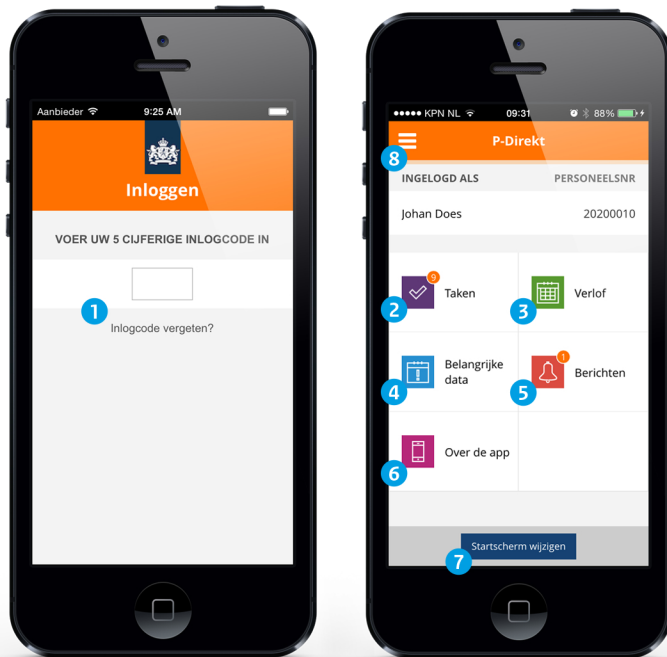 Aanbieder 9:25 AM
Inloggen
VOER UW 5 CIJFERIGE INLOGCODE IN
1
Inlogcode vergeten?
KPN NL 09:31 88%
P-Direkt
8
INGELOGD ALS PERSONEELSNR
Johan Does 20200010
9
Taken
2
Verlof
3
Belangrijke
data
4
1
Berichten
5
Over de app
6
Startscherm wijzigen
7